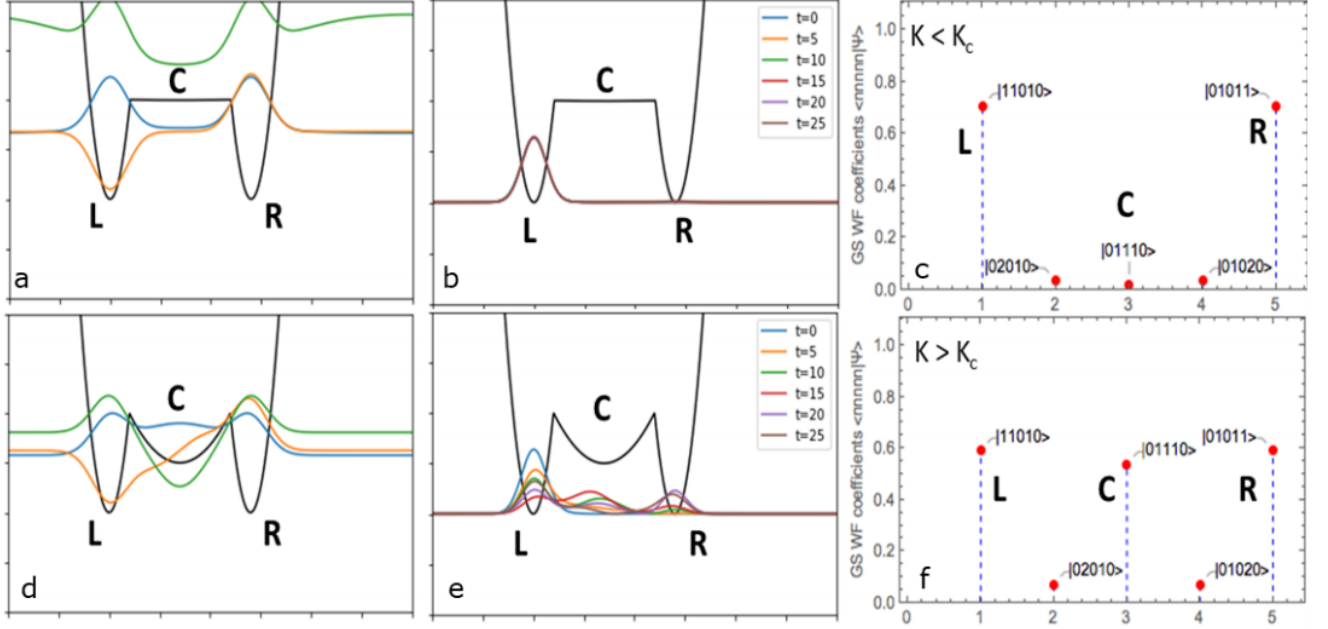 C
L
R
a
C
L
R
b
t=0
t=5
t=10
t=15
t=20
t=25
GS WF coefficients <nnnnn|Ψ>
1.0
0.8
0.6
0.4
0.2
0.0
K < Kc
|11010>
|01011>
L
R
C
|01110>
|02010>
|01020>
c
0 1 2 3 4 5
C
L
R
d
C
L
R
e
t=0
t=5
t=10
t=15
t=20
t=25
GS WF coefficients <nnnnn|Ψ>
1.0
0.8
0.6
0.4
0.2
0.0
K > Kc
|11010>
|01110>
|01011>
L
C
R
|02010>
|01020>
f
0 1 2 3 4 5